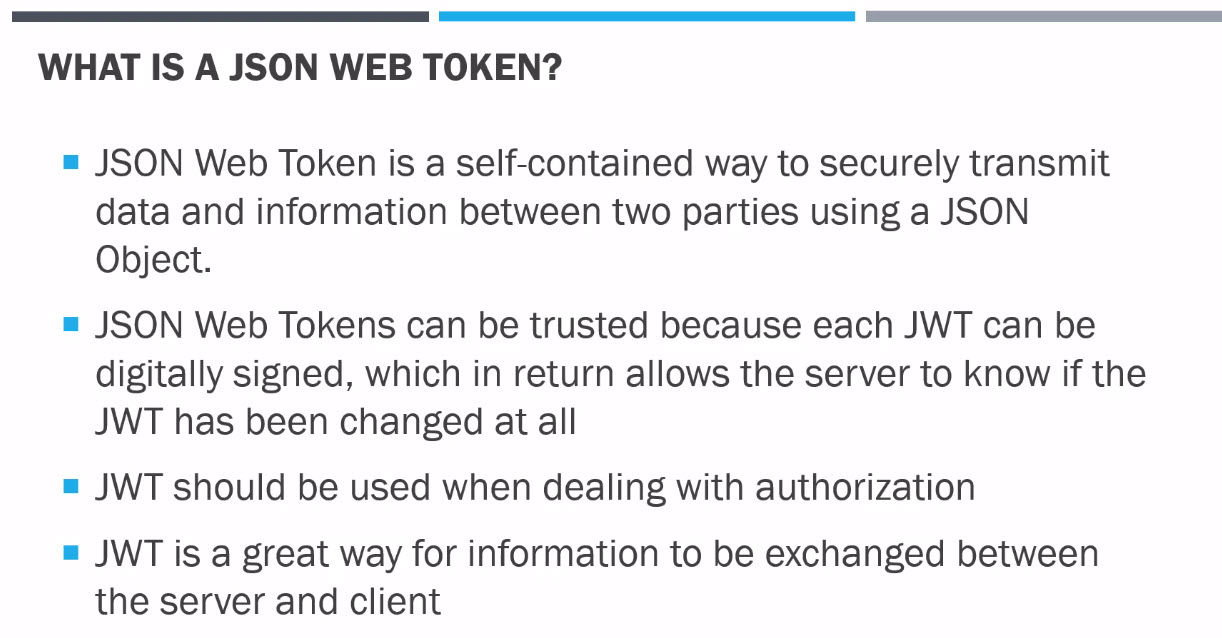 WHAT IS A JSON WEB TOKEN?
JSON Web Token is a self-contained way to securely transmit
data and information between two parties using a JSON
Object.
JSON Web Tokens can be trusted because each JWT can be
digitally signed, which in return allows the server to know if the
JWT has been changed at all
JWT should be used when dealing with authorization
JWT is a great way for information to be exchanged between
the server and client